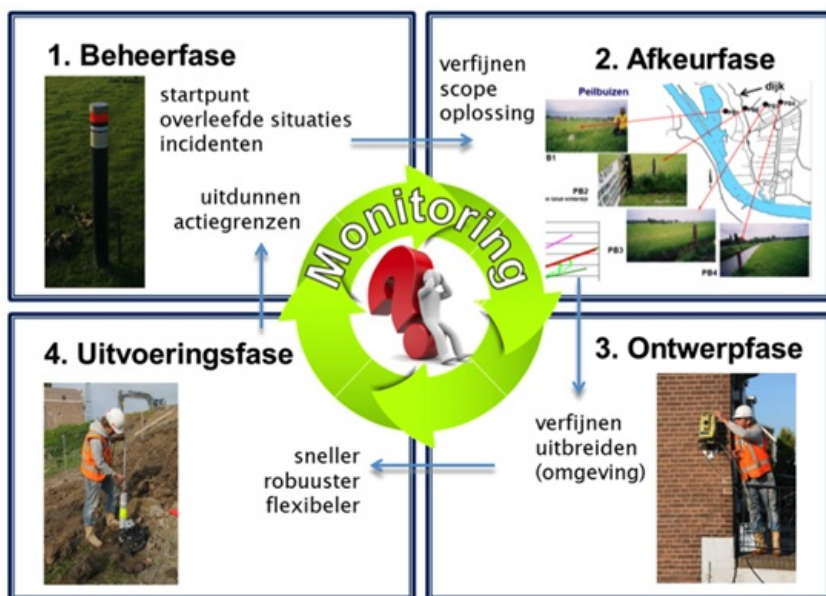 1. Beheerfase
startpunt
overleefde situaties
incidenten
uitdunnen
actiegrenzen
2. Afkeurfase
verfijnen
scope
oplossing
Peilbuizen
dijk
PB2
PB3
PB4
Monitoring
4. Uitvoeringsfase
sneller
robuuster
flexibeler
3. Ontwerpfase
verfijnen
uitbreiden
(omgeving)